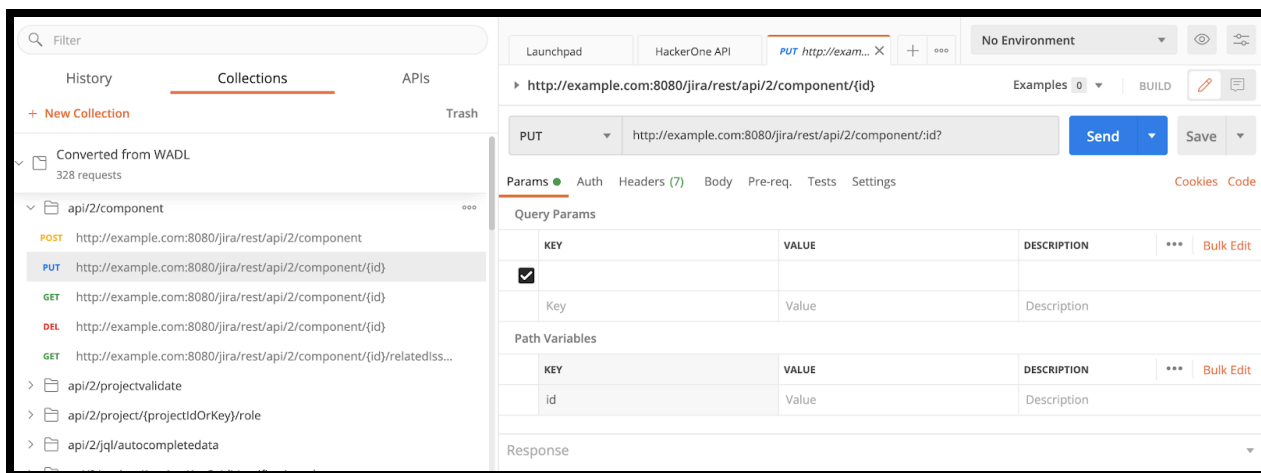 Filter
History Collections APIs
+ New Collection Trash
Converted from WADL
328 requests
api/2/component
POST http://example.com:8080/jira/rest/api/2/component
PUT http://example.com:8080/jira/rest/api/2/component/{id}
GET http://example.com:8080/jira/rest/api/2/component/{id}
DEL http://example.com:8080/jira/rest/api/2/component/{id}
GET http://example.com:8080/jira/rest/api/2/component/{id}/relatedIss...
api/2/projectvalidate
api/2/project/{projectIdOrKey}/role
api/2/jql/autocompletedata
Launchpad HackerOne API PUT http://exam... No Environment
http://example.com:8080/jira/rest/api/2/component/{id} Examples 0 BUILD
PUT http://example.com:8080/jira/rest/api/2/component/:id? Send Save
Params Auth Headers (7) Body Pre-req. Tests Settings Cookies Code
Query Params
KEY VALUE DESCRIPTION Bulk Edit
Key Value Description
Path Variables
KEY VALUE DESCRIPTION Bulk Edit
id Value Description
Response